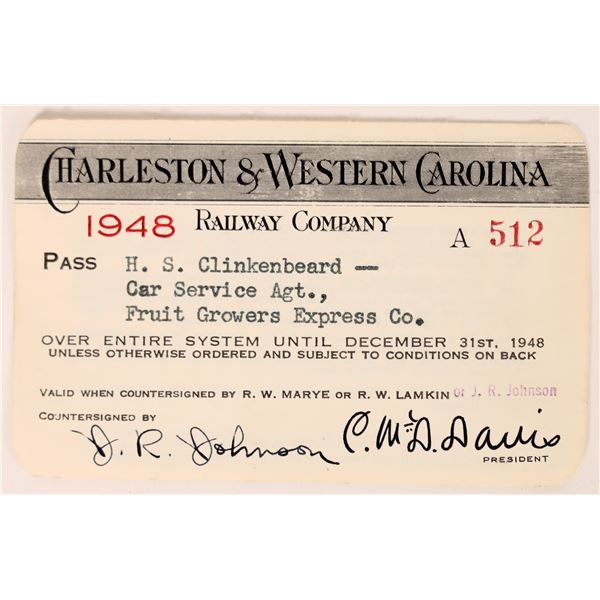 CHARLESTON & WESTERN CAROLINA
1948 RAILWAY COMPANY A 512
PASS H. S. Clinkenbeard —
Car Service Agt.,
Fruit Growers Express Co.
OVER ENTIRE SYSTEM UNTIL DECEMBER 31ST, 1948
UNLESS OTHERWISE ORDERED AND SUBJECT TO CONDITIONS ON BACK
VALID WHEN COUNTERSIGNED BY R. W. MARYE OR R. W. LAMKIN or J. R. Johnson
COUNTERSIGNED BY
J. R. Johnson C. McD. Davis
PRESIDENT